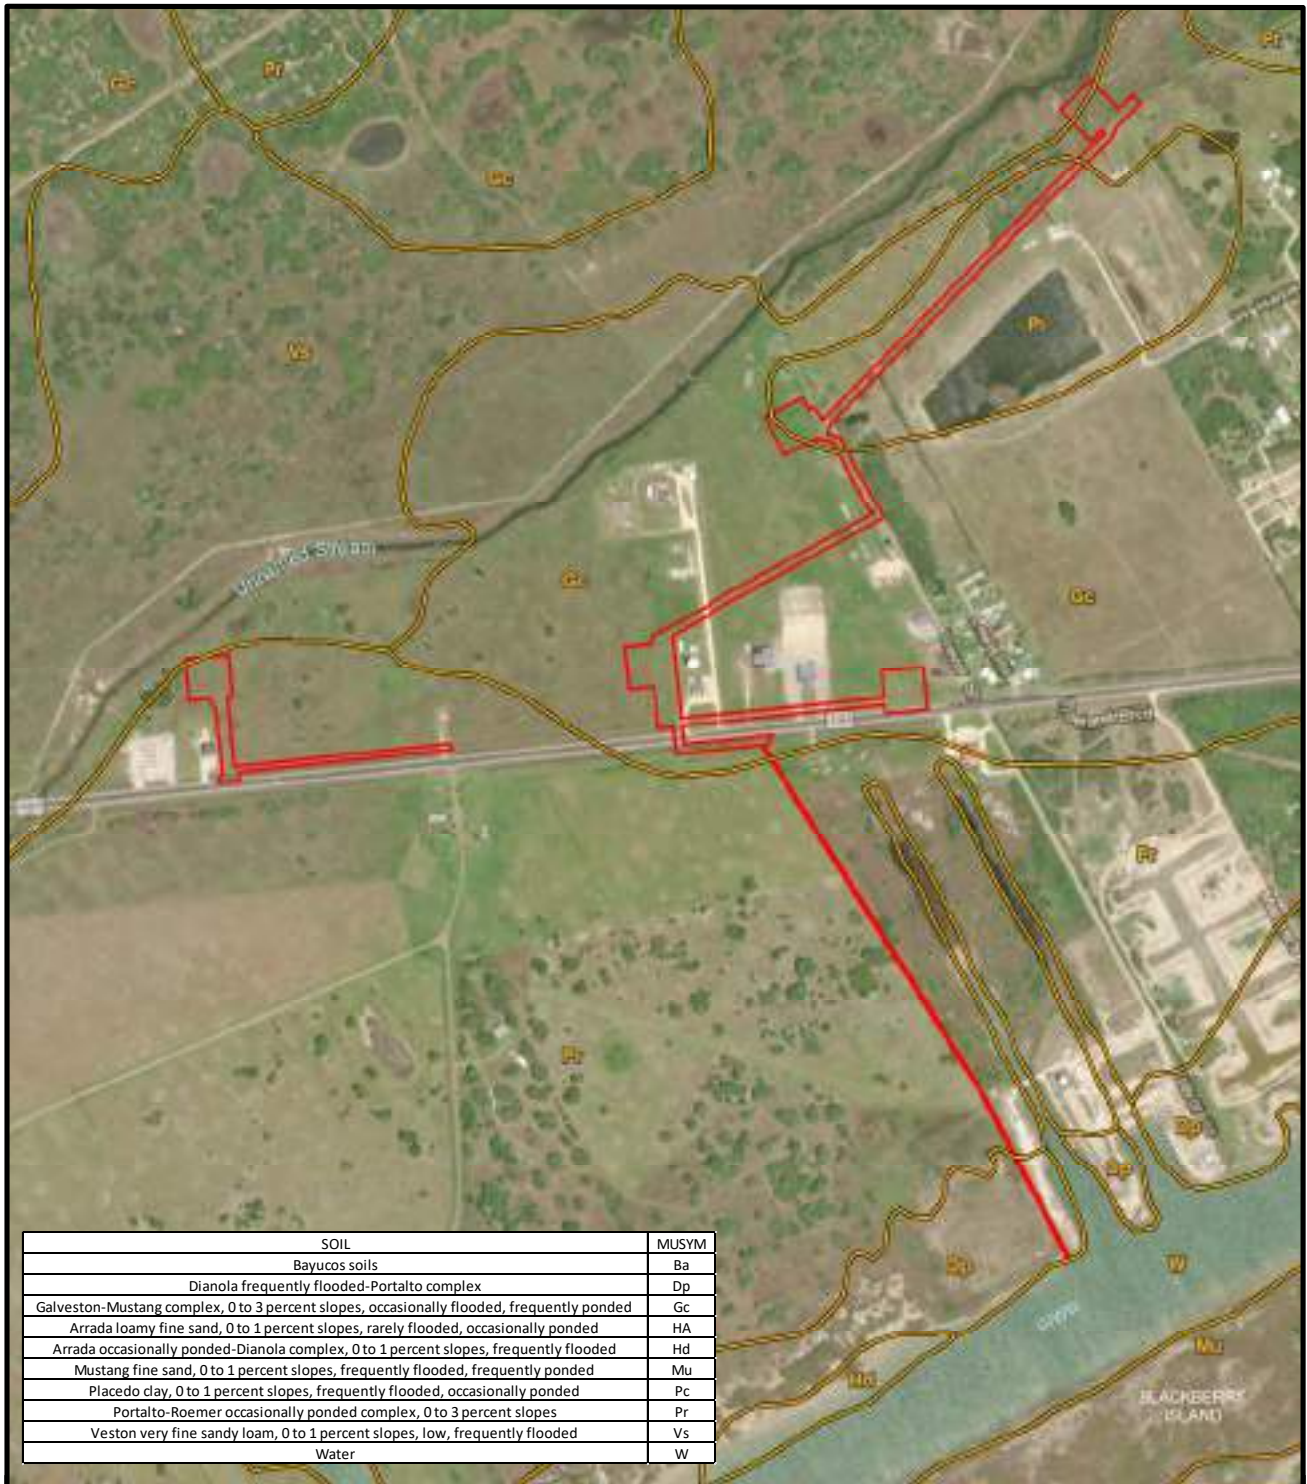 Gc
Pr
Pr
Gc
Pr
Vs
Gc
Gc
Pr
Pr
Dp
Dp
Dp
W
Mu
Hd
BLACKBERRY
ISLAND
SOIL MUSYM
Bayucos soils Ba
Dianola frequently flooded-Portalto complex Dp
Galveston-Mustang complex, 0 to 3 percent slopes, occasionally flooded, frequently ponded Gc
Arrada loamy fine sand, 0 to 1 percent slopes, rarely flooded, occasionally ponded HA
Arrada occasionally ponded-Dianola complex, 0 to 1 percent slopes, frequently flooded Hd
Mustang fine sand, 0 to 1 percent slopes, frequently flooded, frequently ponded Mu
Placedo clay, 0 to 1 percent slopes, frequently flooded, occasionally ponded Pc
Portalto-Roemer occasionally ponded complex, 0 to 3 percent slopes Pr
Veston very fine sandy loam, 0 to 1 percent slopes, low, frequently flooded Vs
Water W